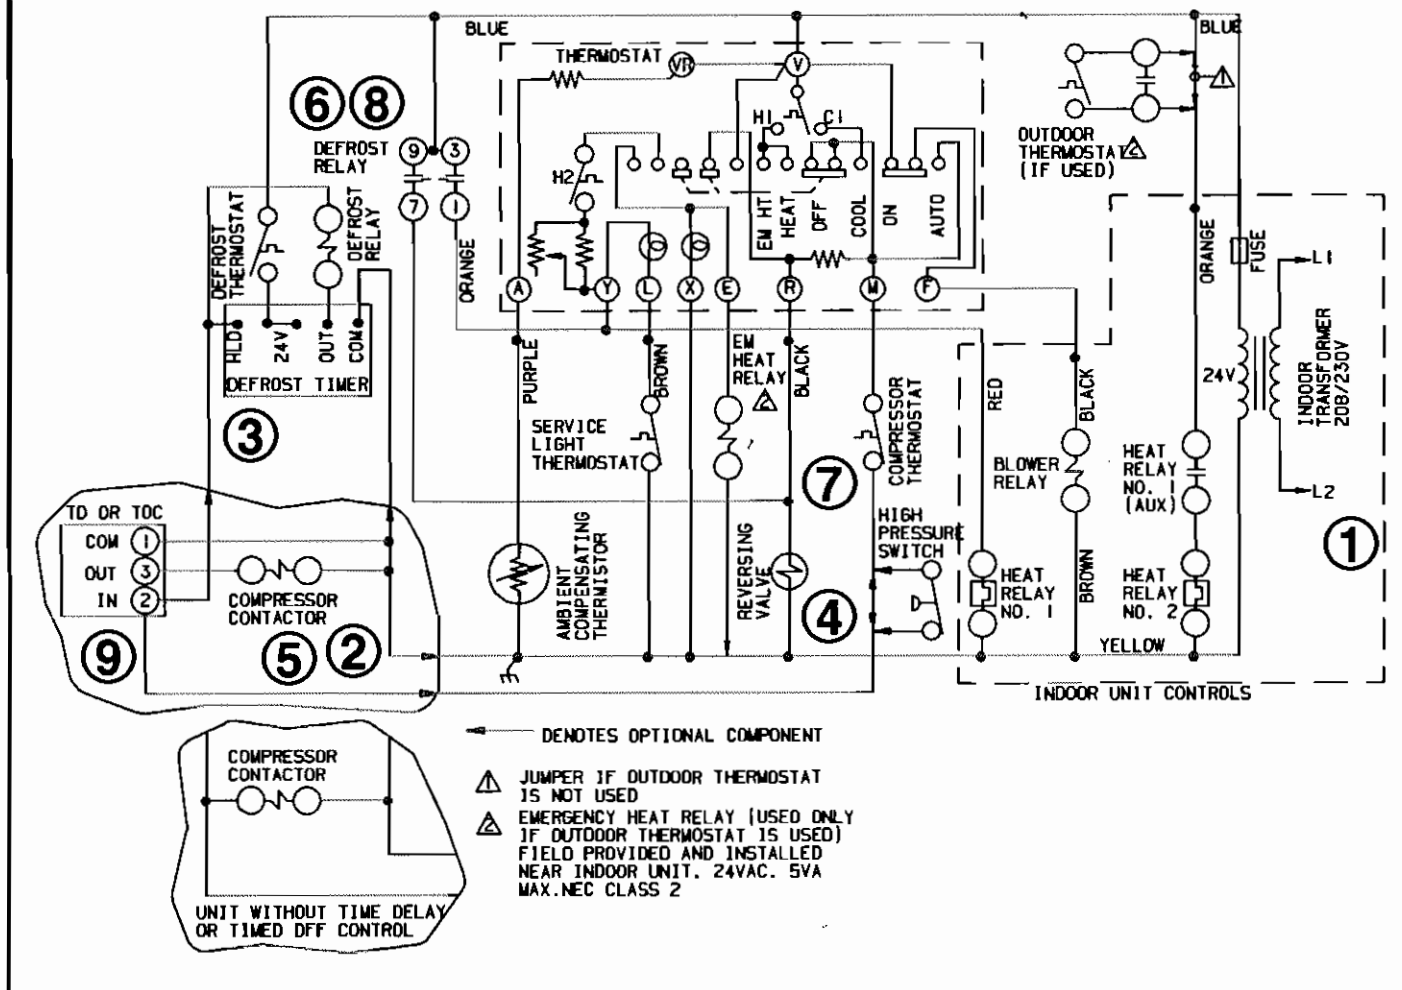 BLUE
BLUE
THERMOSTAT
VR
V
1
6
8
H1
C1
OUTDOOR
THERMOSTAT
2
(IF USED)
DEFROST
RELAY
9
3
7
1
H2
EM HT
HEAT
OFF
COOL
ON
AUTO
DEFROST
THERMOSTAT
DEFROST
RELAY
ORANGE
ORANGE
FUSE
L1
A
Y
L
X
E
R
M
F
HLD
24V
OUT
COM
DEFROST TIMER
PURPLE
BROWN
EM
HEAT
RELAY
2
BLACK
RED
BLACK
24V
INDOOR
TRANSFORMER
208/230V
3
SERVICE
LIGHT
THERMOSTAT
COMPRESSOR
THERMOSTAT
BLOWER
RELAY
HEAT
RELAY
NO. 1
(AUX)
L2
7
TD OR TOC
COM
1
OUT
3
IN
2
COMPRESSOR
CONTACTOR
HIGH
PRESSURE
SWITCH
1
AMBIENT
COMPENSATING
THERMISTOR
REVERSING
VALVE
4
HEAT
RELAY
NO. 1
BROWN
HEAT
RELAY
NO. 2
9
5
2
YELLOW
INDOOR UNIT CONTROLS
DENOTES OPTIONAL COMPONENT
COMPRESSOR
CONTACTOR
1
JUMPER IF OUTDOOR THERMOSTAT
IS NOT USED
2
EMERGENCY HEAT RELAY (USED ONLY
IF OUTDOOR THERMOSTAT IS USED)
FIELD PROVIDED AND INSTALLED
NEAR INDOOR UNIT. 24VAC. 5VA
MAX.NEC CLASS 2
UNIT WITHOUT TIME DELAY
OR TIMED OFF CONTROL